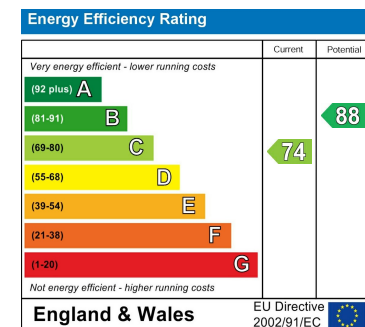 Energy Efficiency Rating
Current Potential
Very energy efficient - lower running costs
(92 plus) A
(81-91) B
88
(69-80) C
74
(55-68) D
(39-54) E
(21-38) F
(1-20) G
Not energy efficient - higher running costs
England & Wales
EU Directive
2002/91/EC